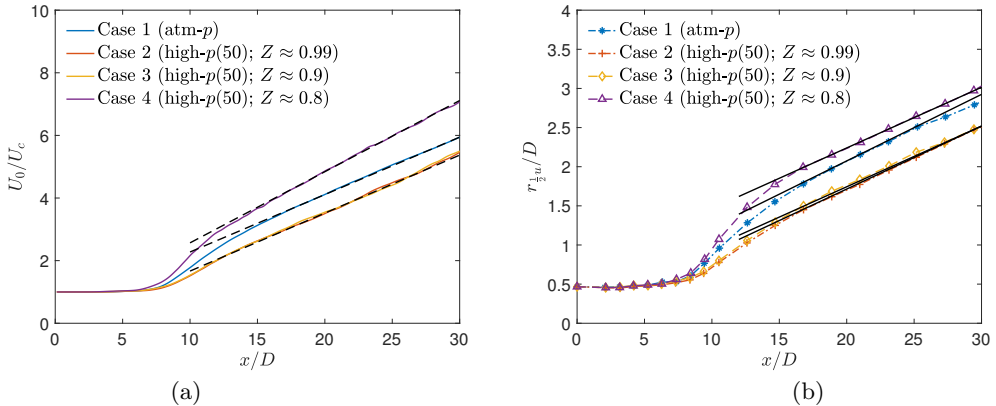 10
8
6
4
2
0
U₀/U_c
Case 1 (atm-p)
Case 2 (high-p(50); Z ≈ 0.99)
Case 3 (high-p(50); Z ≈ 0.9)
Case 4 (high-p(50); Z ≈ 0.8)
0 5 10 15 20 25 30
x/D
(a)
4
3.5
3
2.5
2
1.5
1
0.5
0
r_{½u}/D
Case 1 (atm-p)
Case 2 (high-p(50); Z ≈ 0.99)
Case 3 (high-p(50); Z ≈ 0.9)
Case 4 (high-p(50); Z ≈ 0.8)
0 5 10 15 20 25 30
x/D
(b)